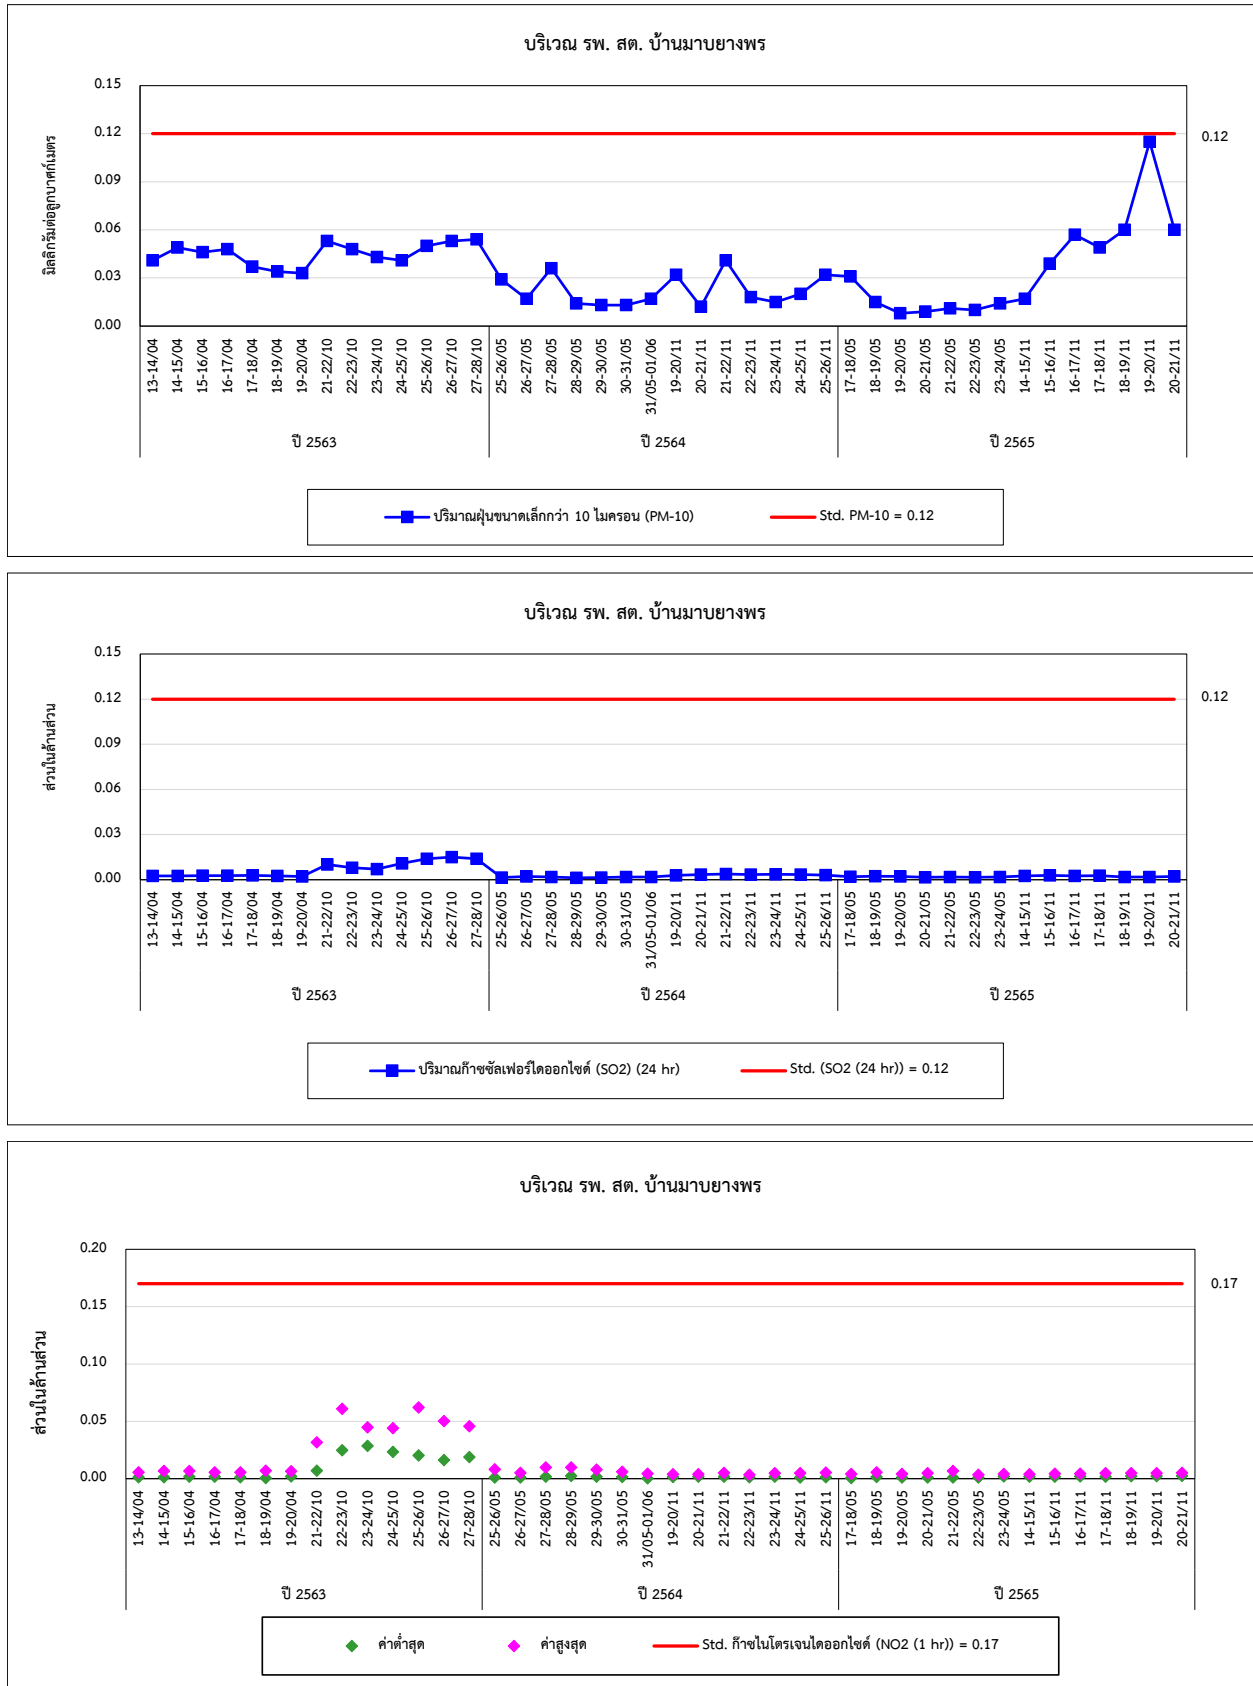 บริเวณ รพ. สต. บ้านมาบยางพร
มิลลิกรัมต่อลูกบาศก์เมตร
0.15
0.12
0.09
0.06
0.03
0.00
0.12
13-14/04 14-15/04 15-16/04 16-17/04 17-18/04 18-19/04 19-20/04 21-22/10 22-23/10 23-24/10 24-25/10 25-26/10 26-27/10 27-28/10 25-26/05 26-27/05 27-28/05 28-29/05 29-30/05 30-31/05 31/05-01/06 19-20/11 20-21/11 21-22/11 22-23/11 23-24/11 24-25/11 25-26/11 17-18/05 18-19/05 19-20/05 20-21/05 21-22/05 22-23/05 23-24/05 14-15/11 15-16/11 16-17/11 17-18/11 18-19/11 19-20/11 20-21/11
ปี 2563 ปี 2564 ปี 2565
ปริมาณฝุ่นขนาดเล็กกว่า 10 ไมครอน (PM-10) Std. PM-10 = 0.12
บริเวณ รพ. สต. บ้านมาบยางพร
ส่วนในล้านส่วน
0.15
0.12
0.09
0.06
0.03
0.00
0.12
13-14/04 14-15/04 15-16/04 16-17/04 17-18/04 18-19/04 19-20/04 21-22/10 22-23/10 23-24/10 24-25/10 25-26/10 26-27/10 27-28/10 25-26/05 26-27/05 27-28/05 28-29/05 29-30/05 30-31/05 31/05-01/06 19-20/11 20-21/11 21-22/11 22-23/11 23-24/11 24-25/11 25-26/11 17-18/05 18-19/05 19-20/05 20-21/05 21-22/05 22-23/05 23-24/05 14-15/11 15-16/11 16-17/11 17-18/11 18-19/11 19-20/11 20-21/11
ปี 2563 ปี 2564 ปี 2565
ปริมาณก๊าซซัลเฟอร์ไดออกไซด์ (SO2) (24 hr) Std. (SO2 (24 hr)) = 0.12
บริเวณ รพ. สต. บ้านมาบยางพร
ส่วนในล้านส่วน
0.20
0.15
0.10
0.05
0.00
0.17
13-14/04 14-15/04 15-16/04 16-17/04 17-18/04 18-19/04 19-20/04 21-22/10 22-23/10 23-24/10 24-25/10 25-26/10 26-27/10 27-28/10 25-26/05 26-27/05 27-28/05 28-29/05 29-30/05 30-31/05 31/05-01/06 19-20/11 20-21/11 21-22/11 22-23/11 23-24/11 24-25/11 25-26/11 17-18/05 18-19/05 19-20/05 20-21/05 21-22/05 22-23/05 23-24/05 14-15/11 15-16/11 16-17/11 17-18/11 18-19/11 19-20/11 20-21/11
ปี 2563 ปี 2564 ปี 2565
ค่าต่ำสุด ค่าสูงสุด Std. ก๊าซไนโตรเจนไดออกไซด์ (NO2 (1 hr)) = 0.17